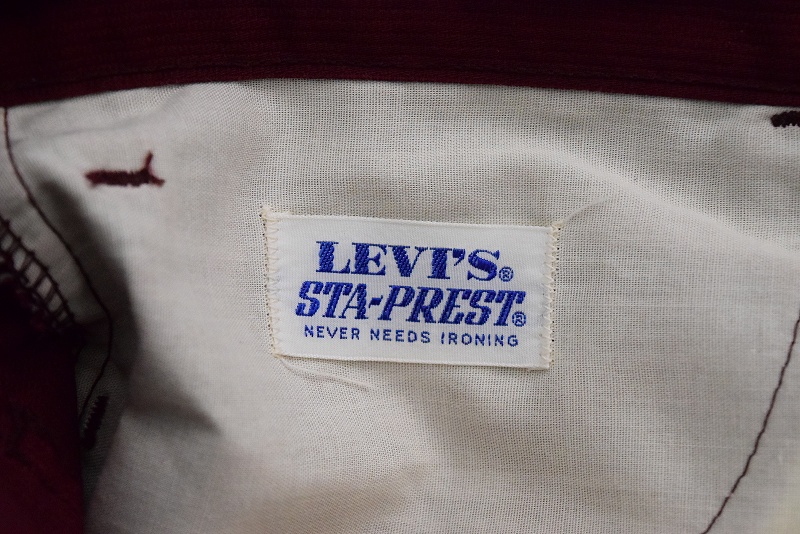 LEVI'S®
STA-PREST®
NEVER NEEDS IRONING